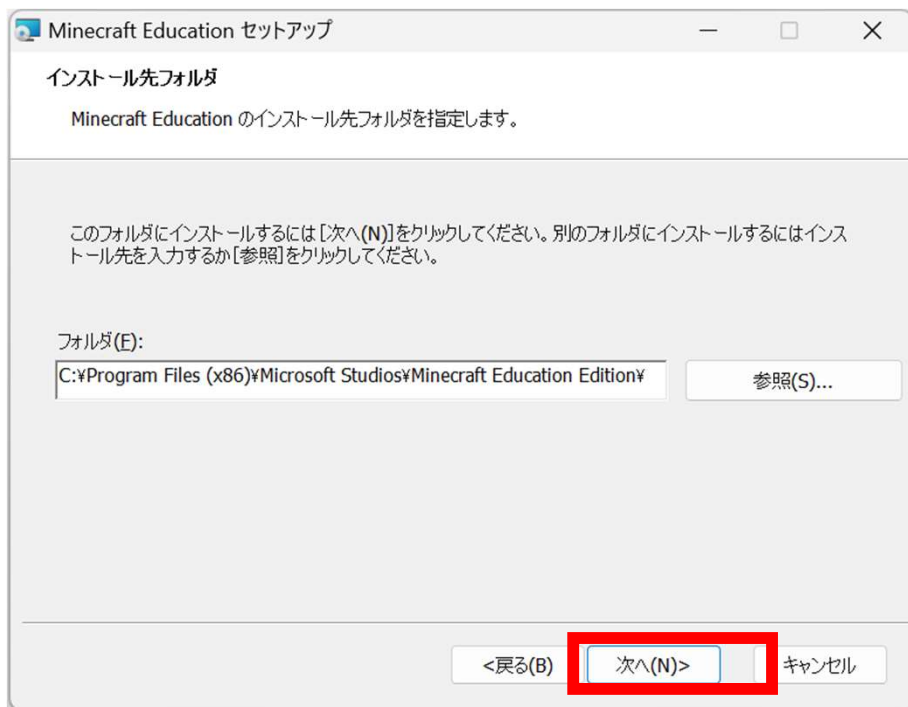 Minecraft Education セットアップ
インストール先フォルダ
Minecraft Education のインストール先フォルダを指定します。
このフォルダにインストールするには[次へ(N)]をクリックしてください。別のフォルダにインストールするにはインス
トール先を入力するか[参照]をクリックしてください。
フォルダ(F):
C:¥Program Files (x86)¥Microsoft Studios¥Minecraft Education Edition¥
参照(S)...
<戻る(B)
次へ(N)>
キャンセル